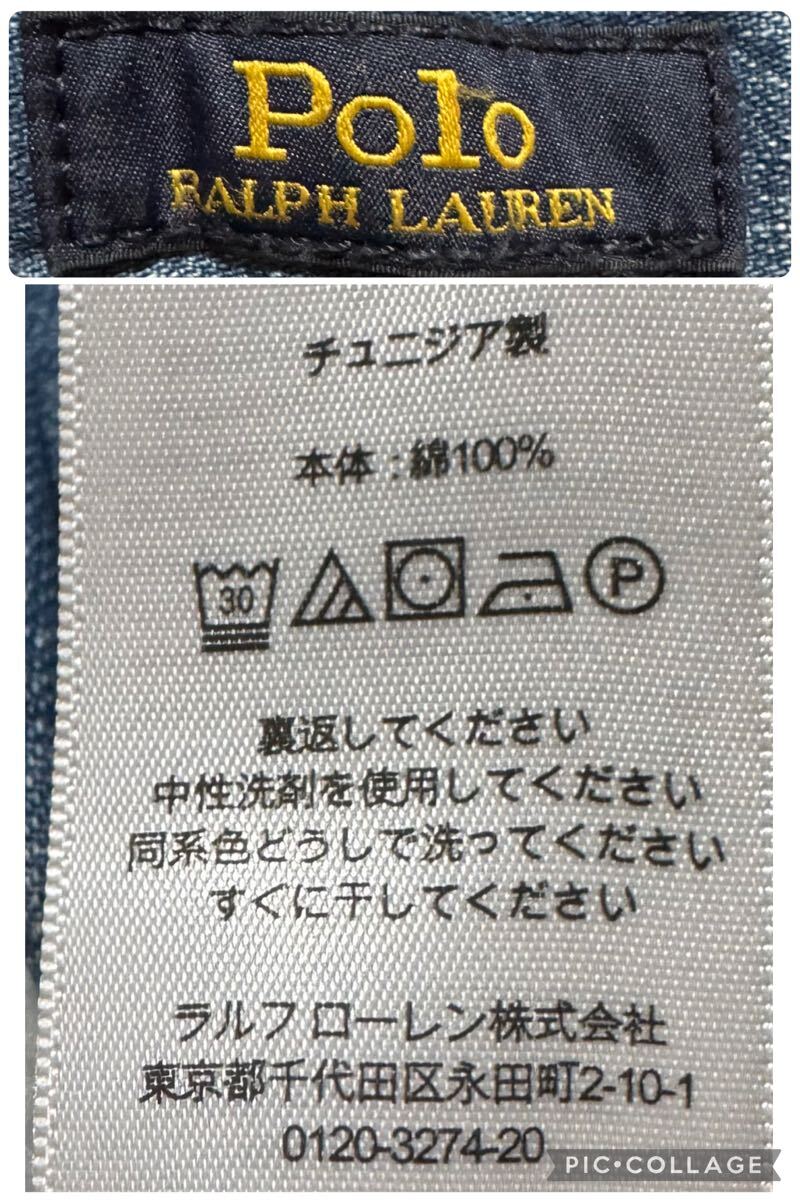 Polo
RALPH LAUREN
チュニジア製
本体:綿100%
30
P
裏返してください
中性洗剤を使用してください
同系色どうしで洗ってください
すぐに干してください
ラルフ ローレン株式会社
東京都千代田区永田町2-10-1
0120-3274-20
PIC•COLLAGE